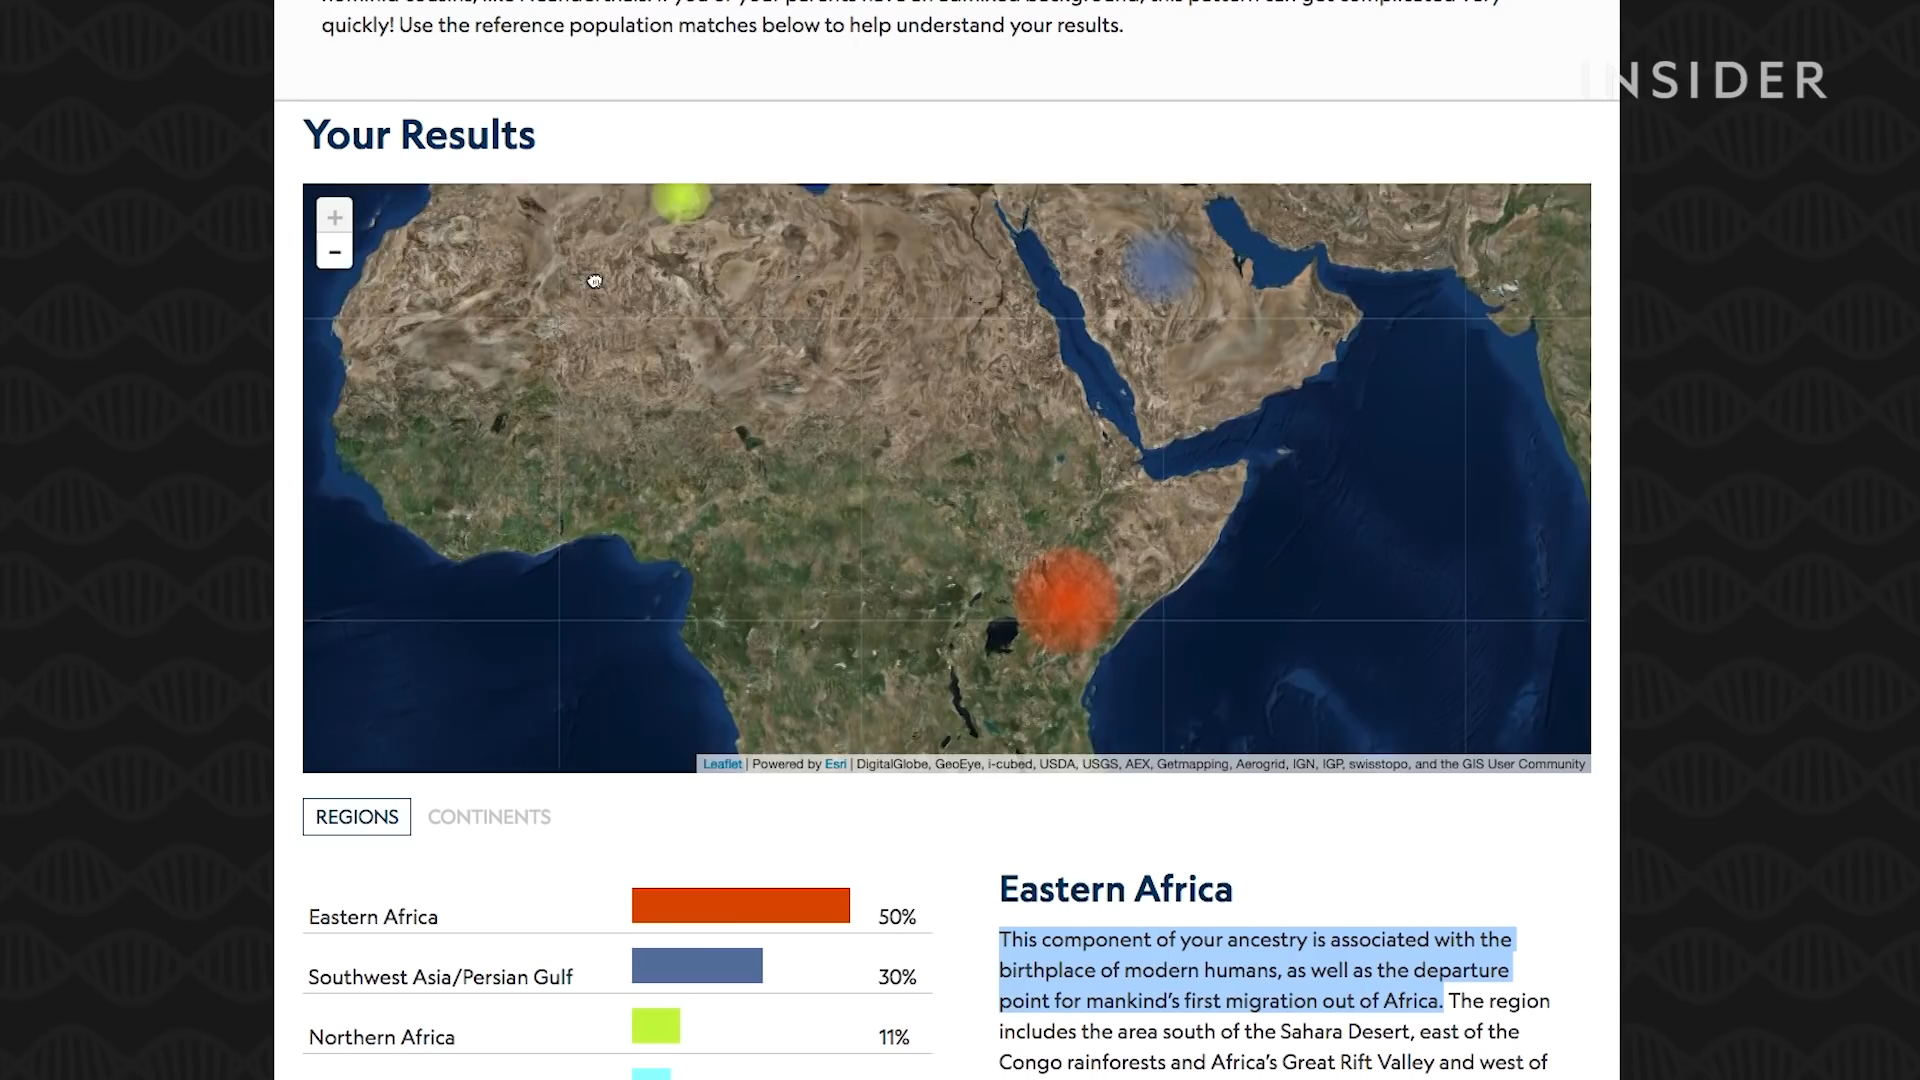 quickly! Use the reference population matches below to help understand your results.
INSIDER
Your Results
+
-
Leaflet | Powered by Esri | DigitalGlobe, GeoEye, i-cubed, USDA, USGS, AEX, Getmapping, Aerogrid, IGN, IGP, swisstopo, and the GIS User Community
REGIONS CONTINENTS
Eastern Africa 50%
Southwest Asia/Persian Gulf 30%
Northern Africa 11%
Eastern Africa
This component of your ancestry is associated with the
birthplace of modern humans, as well as the departure
point for mankind's first migration out of Africa. The region
includes the area south of the Sahara Desert, east of the
Congo rainforests and Africa's Great Rift Valley and west of